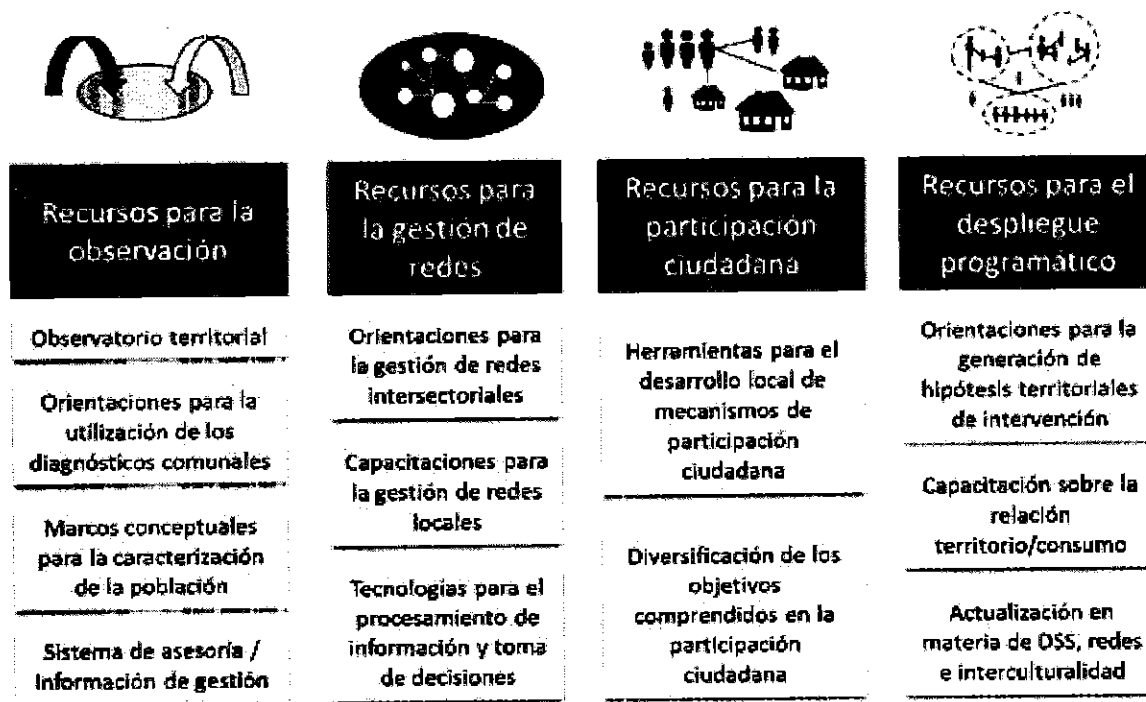 Recursos para la
observación
Observatorio territorial
Orientaciones para la
utilización de los
diagnósticos comunales
Marcos conceptuales
para la caracterización
de la población
Sistema de asesoría /
Información de gestión
Recursos para
la gestión de
redes
Orientaciones para
la gestión de redes
intersectoriales
Capacitaciones para
la gestión de redes
locales
Tecnologías para el
procesamiento de
información y toma
de decisiones
Recursos para la
participación
ciudadana
Herramientas para el
desarrollo local de
mecanismos de
participación
ciudadana
Diversificación de los
objetivos
comprendidos en la
participación
ciudadana
Recursos para el
despliegue
programático
Orientaciones para la
generación de
hipótesis territoriales
de intervención
Capacitación sobre la
relación
territorio/consumo
Actualización en
materia de DSS, redes
e interculturalidad